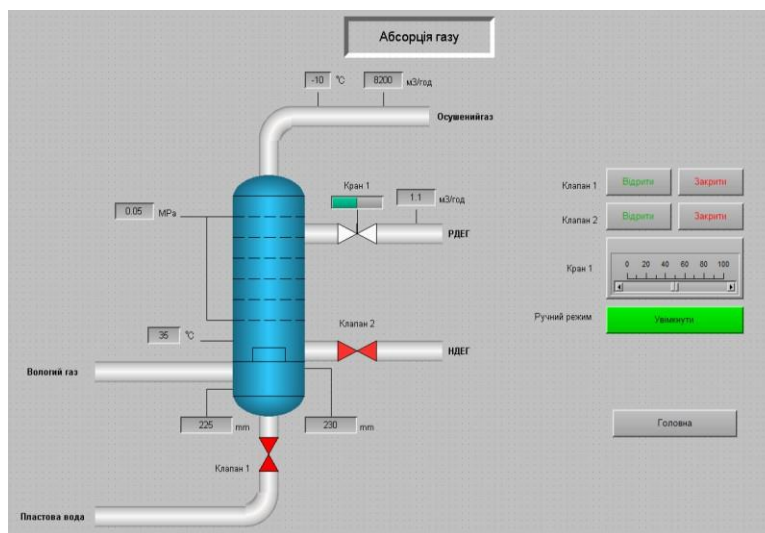 Абсорція газу
-10 °C 8200 м3/год
Осушенийгаз
Кран 1
1.1 м3/год
0.05 MPa
РДЕГ
Клапан 1 Відрити Закрити
Клапан 2 Відрити Закрити
Кран 1 0 20 40 60 80 100
Ручний режим Увімкнути
35 °C
Клапан 2
НДЕГ
Вологий газ
225 mm 230 mm
Головна
Клапан 1
Пластова вода